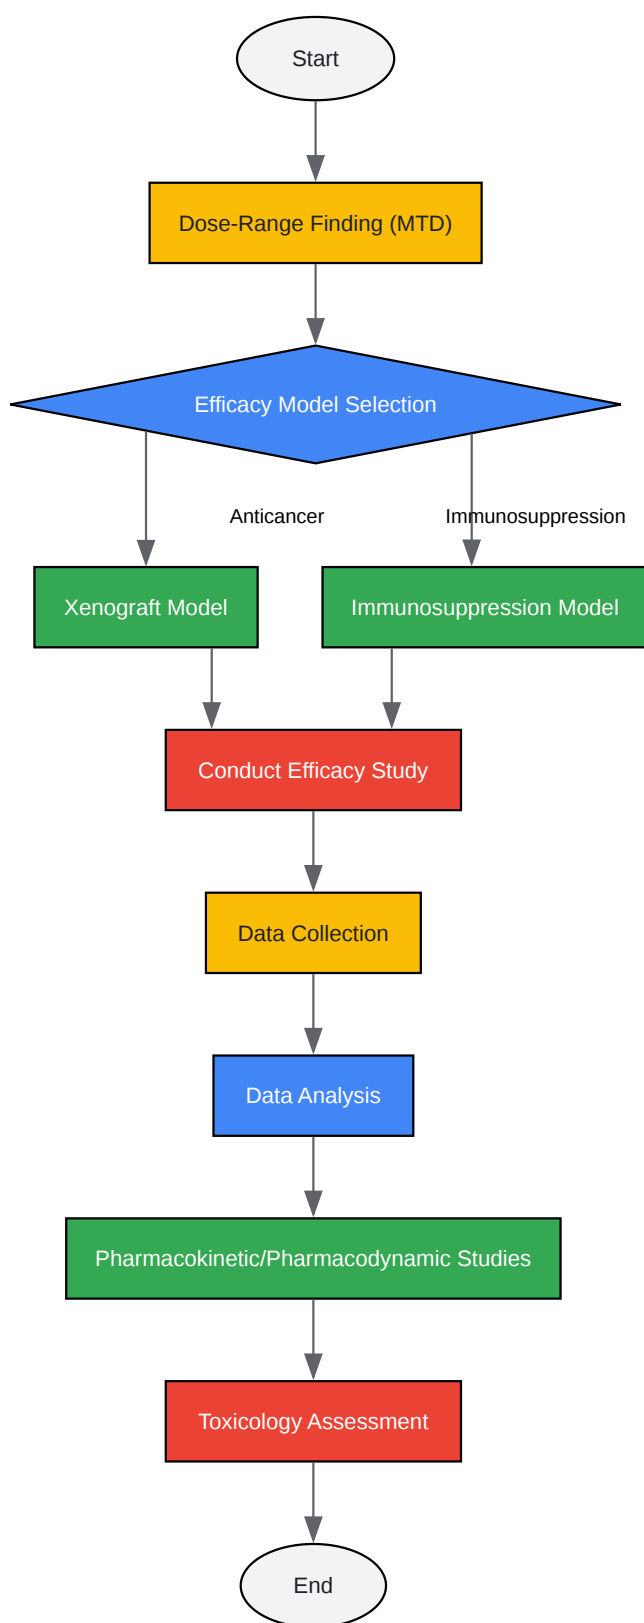 Start
Dose-Range Finding (MTD)
Efficacy Model Selection
Anticancer
Immunosuppression
Xenograft Model
Immunosuppression Model
Conduct Efficacy Study
Data Collection
Data Analysis
Pharmacokinetic/Pharmacodynamic Studies
Toxicology Assessment
End